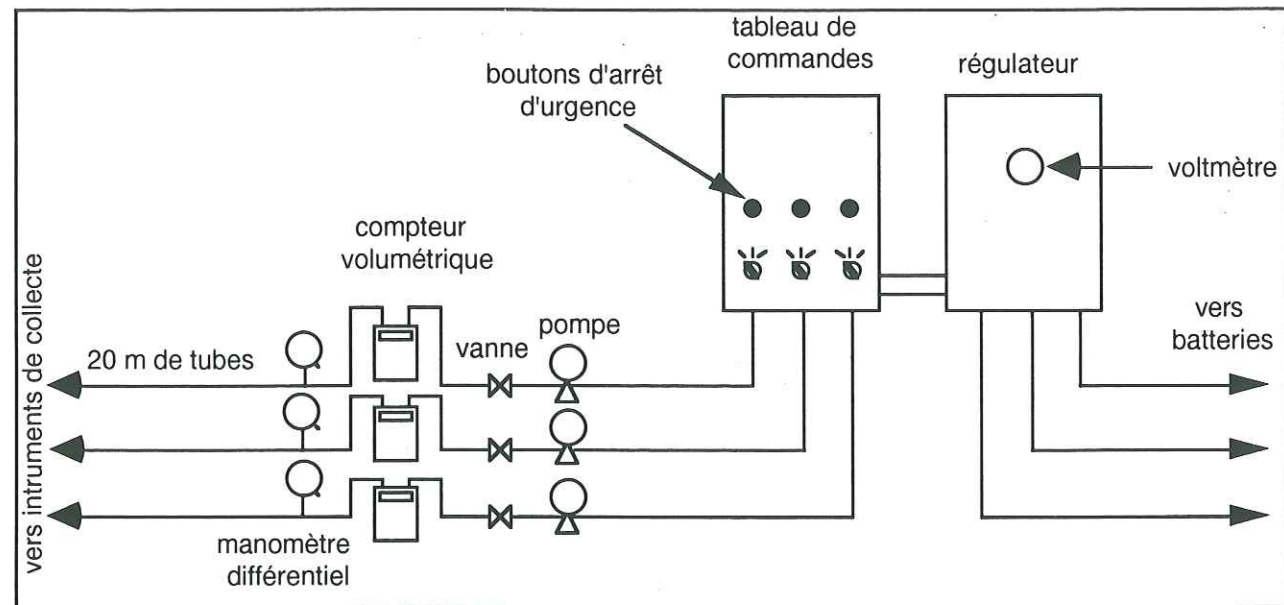 tableau de
commandes
régulateur
boutons d'arrêt
d'urgence
voltmètre
compteur
volumétrique
vers
batteries
pompe
vanne
20 m de tubes
vers intruments de collecte
manomètre
différentiel